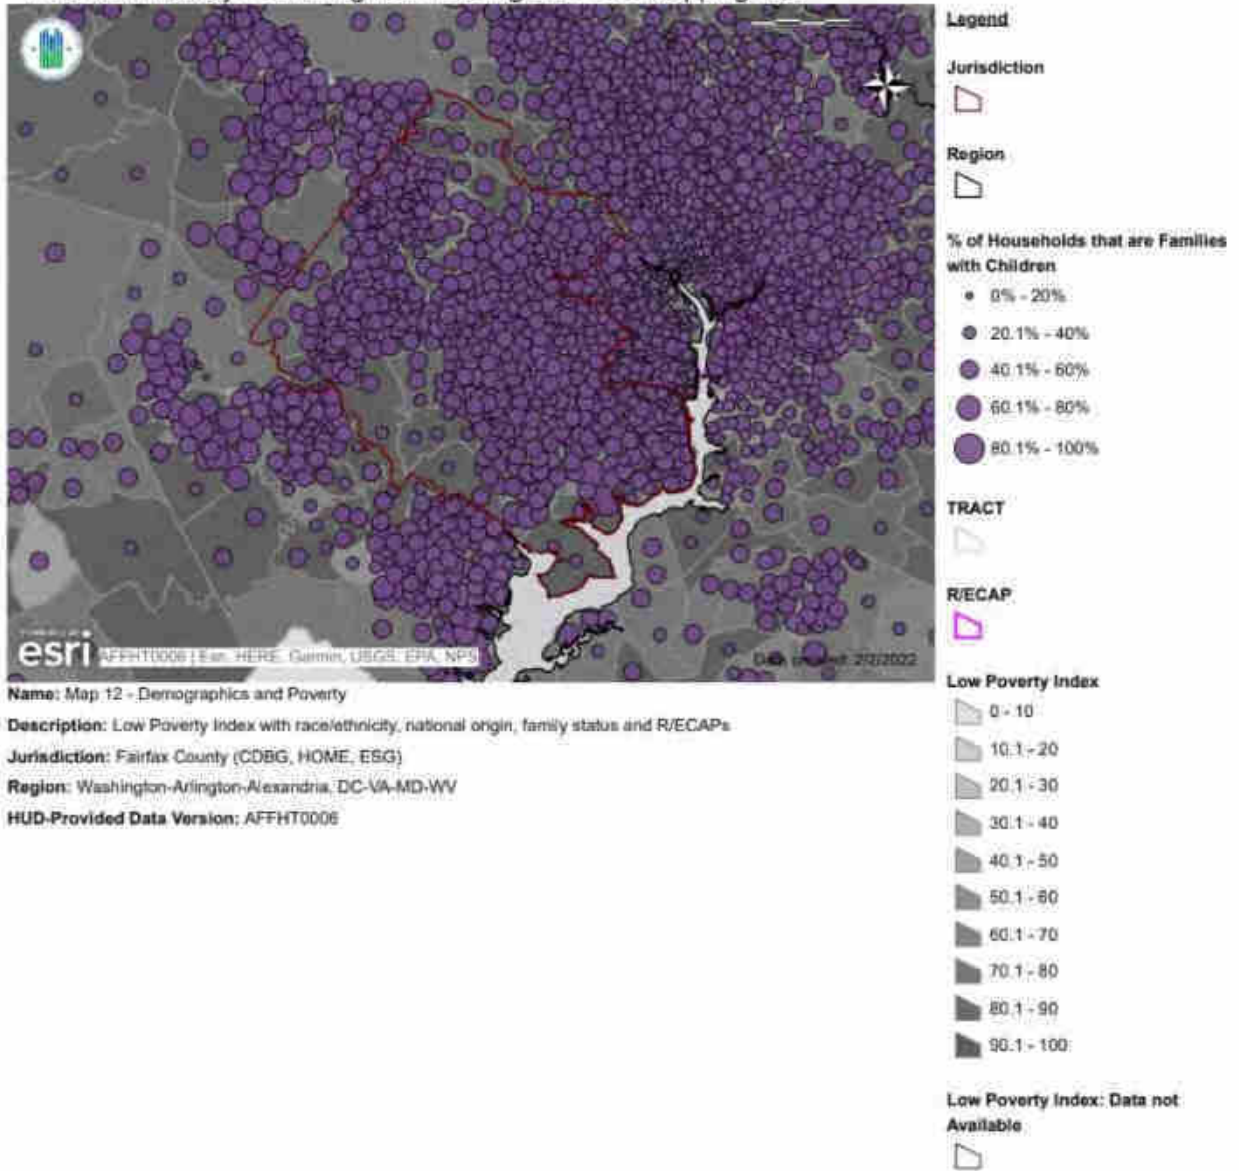 Legend
Jurisdiction
Region
% of Households that are Families
with Children
0% - 20%
20.1% - 40%
40.1% - 60%
60.1% - 80%
80.1% - 100%
TRACT
R/ECAP
Low Poverty Index
0 - 10
10.1 - 20
20.1 - 30
30.1 - 40
40.1 - 50
50.1 - 60
60.1 - 70
70.1 - 80
80.1 - 90
90.1 - 100
Low Poverty Index: Data not
Available
esri
AFFHT0006 | Esri, HERE, Garmin, USGS, EPA, NPS
Date created: 2/2/2022
Name: Map 12 - Demographics and Poverty
Description: Low Poverty Index with race/ethnicity, national origin, family status and R/ECAPs
Jurisdiction: Fairfax County (CDBG, HOME, ESG)
Region: Washington-Arlington-Alexandria, DC-VA-MD-WV
HUD-Provided Data Version: AFFHT0006